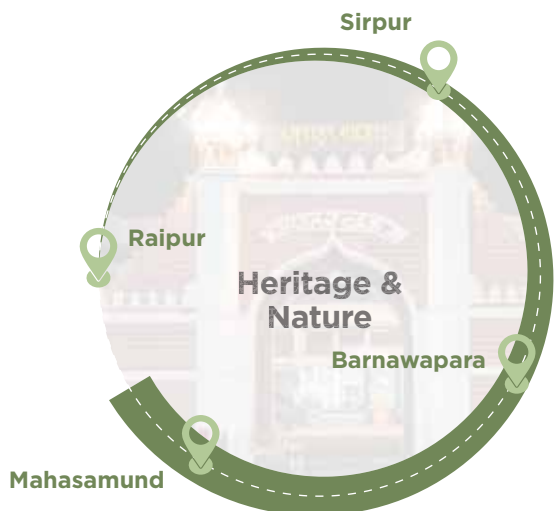 Sirpur
Raipur
Heritage &
Nature
Barnawapara
Mahasamund